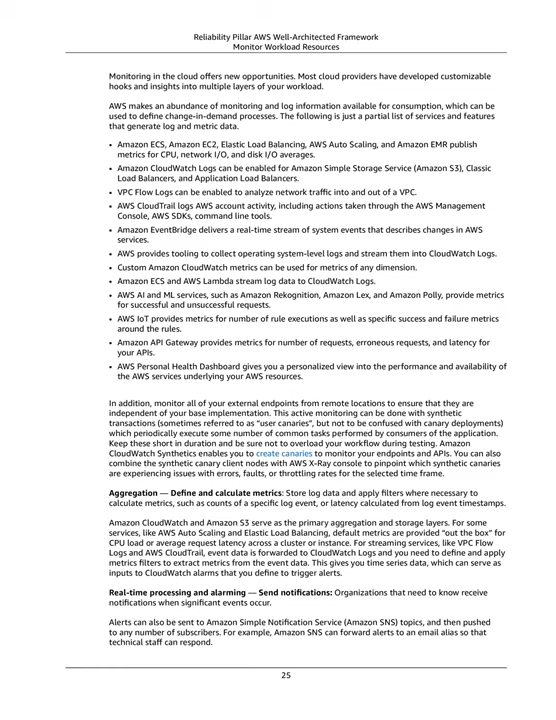 Reliability Pillar AWS Well-Architected Framework
Monitor Workload Resources
Monitoring in the cloud offers new opportunities. Most cloud providers have developed customizable
hooks and insights into multiple layers of your workload.
AWS makes an abundance of monitoring and log information available for consumption, which can be
used to define change-in-demand processes. The following is just a partial list of services and features
that generate log and metric data.
• Amazon ECS, Amazon EC2, Elastic Load Balancing, AWS Auto Scaling, and Amazon EMR publish
metrics for CPU, network I/O, and disk I/O averages.
• Amazon CloudWatch Logs can be enabled for Amazon Simple Storage Service (Amazon S3), Classic
Load Balancers, and Application Load Balancers.
• VPC Flow Logs can be enabled to analyze network traffic into and out of a VPC.
• AWS CloudTrail logs AWS account activity, including actions taken through the AWS Management
Console, AWS SDKs, command line tools.
• Amazon EventBridge delivers a real-time stream of system events that describes changes in AWS
services.
• AWS provides tooling to collect operating system-level logs and stream them into CloudWatch Logs.
• Custom Amazon CloudWatch metrics can be used for metrics of any dimension.
• Amazon ECS and AWS Lambda stream log data to CloudWatch Logs.
• AWS AI and ML services, such as Amazon Rekognition, Amazon Lex, and Amazon Polly, provide metrics
for successful and unsuccessful requests.
• AWS IoT provides metrics for number of rule executions as well as specific success and failure metrics
around the rules.
• Amazon API Gateway provides metrics for number of requests, erroneous requests, and latency for
your APIs.
• AWS Personal Health Dashboard gives you a personalized view into the performance and availability of
the AWS services underlying your AWS resources.
In addition, monitor all of your external endpoints from remote locations to ensure that they are
independent of your base implementation. This active monitoring can be done with synthetic
transactions (sometimes referred to as “user canaries”, but not to be confused with canary deployments)
which periodically execute some number of common tasks performed by consumers of the application.
Keep these short in duration and be sure not to overload your workflow during testing. Amazon
CloudWatch Synthetics enables you to create canaries to monitor your endpoints and APIs. You can also
combine the synthetic canary client nodes with AWS X-Ray console to pinpoint which synthetic canaries
are experiencing issues with errors, faults, or throttling rates for the selected time frame.
Aggregation — Define and calculate metrics: Store log data and apply filters where necessary to
calculate metrics, such as counts of a specific log event, or latency calculated from log event timestamps.
Amazon CloudWatch and Amazon S3 serve as the primary aggregation and storage layers. For some
services, like AWS Auto Scaling and Elastic Load Balancing, default metrics are provided “out the box” for
CPU load or average request latency across a cluster or instance. For streaming services, like VPC Flow
Logs and AWS CloudTrail, event data is forwarded to CloudWatch Logs and you need to define and apply
metrics filters to extract metrics from the event data. This gives you time series data, which can serve as
inputs to CloudWatch alarms that you define to trigger alerts.
Real-time processing and alarming — Send notifications: Organizations that need to know receive
notifications when significant events occur.
Alerts can also be sent to Amazon Simple Notification Service (Amazon SNS) topics, and then pushed
to any number of subscribers. For example, Amazon SNS can forward alerts to an email alias so that
technical staff can respond.
25